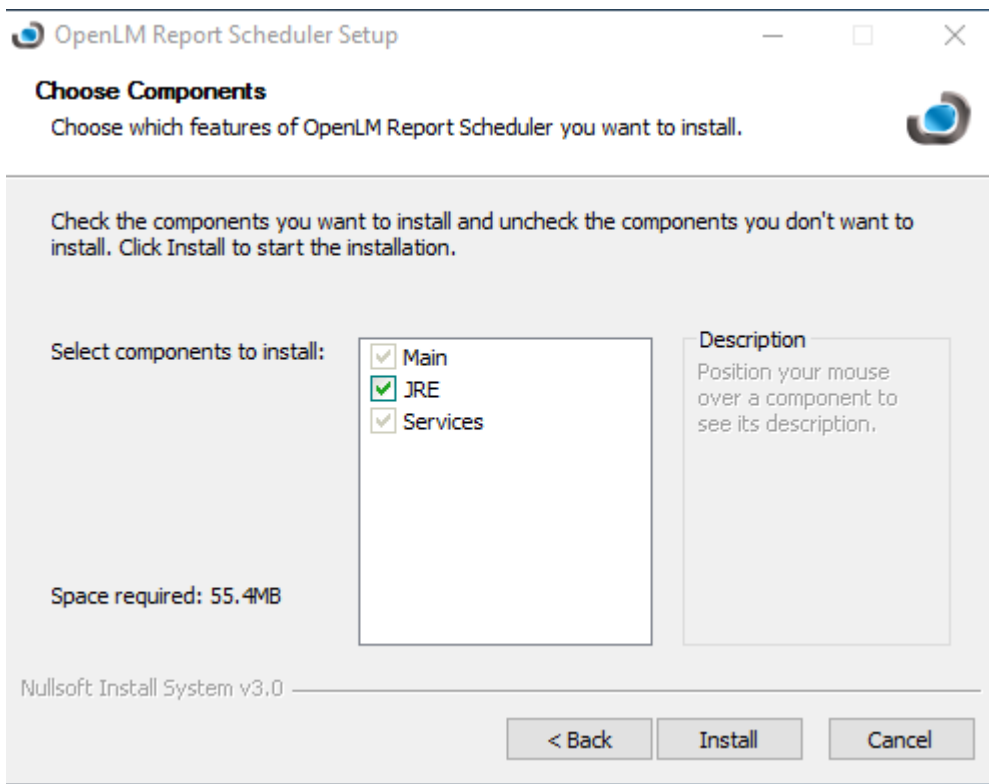 OpenLM Report Scheduler Setup
Choose Components
Choose which features of OpenLM Report Scheduler you want to install.
Check the components you want to install and uncheck the components you don't want to
install. Click Install to start the installation.
Select components to install:
Main
JRE
Services
Description
Position your mouse
over a component to
see its description.
Space required: 55.4MB
Nullsoft Install System v3.0
< Back
Install
Cancel